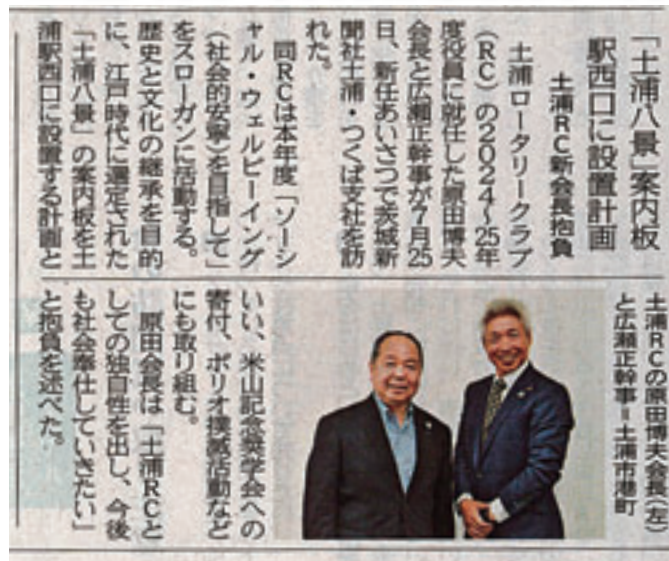 「土浦八景」案内板
駅西口に設置計画
土浦RC新会長抱負
土浦ロータリークラブ
(RC)の2024〜25年
度役員に就任した原田博夫
会長と広瀬正幹事が7月25
日、新任あいさつで茨城新
聞社土浦・つくば支社を訪
れた。
同RCは本年度「ソーシ
ャル・ウェルビーイング
(社会的安寧)を目指して」
をスローガンに活動する。
歴史と文化の継承を目的
に、江戸時代に選定された
「土浦八景」の案内板を土
浦駅西口に設置する計画と
いい、米山記念奨学会への
寄付、ポリオ撲滅活動など
にも取り組む。
原田会長は「土浦RCと
しての独自性を出し、今後
も社会奉仕していきたい」
と抱負を述べた。
土浦RCの原田博夫会長(左)
と広瀬正幹事=土浦市港町